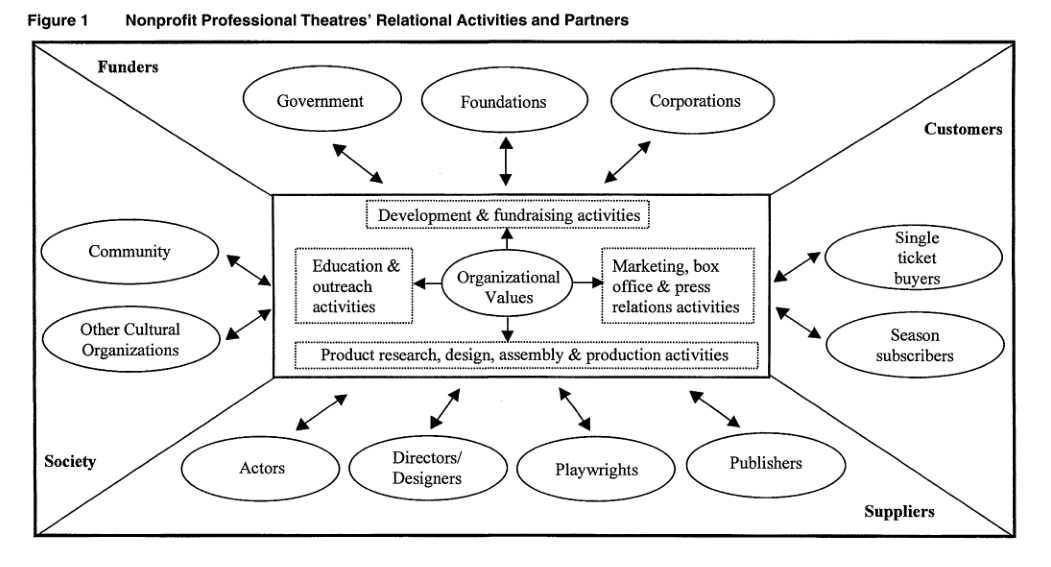 Figure 1 Nonprofit Professional Theatres' Relational Activities and Partners
Funders
Government
Foundations
Corporations
Customers
Development & fundraising activities
Community
Education &
outreach
activities
Organizational
Values
Marketing, box
office & press
relations activities
Single
ticket
buyers
Other Cultural
Organizations
Season
subscribers
Product research, design, assembly & production activities
Society
Actors
Directors/
Designers
Playwrights
Publishers
Suppliers